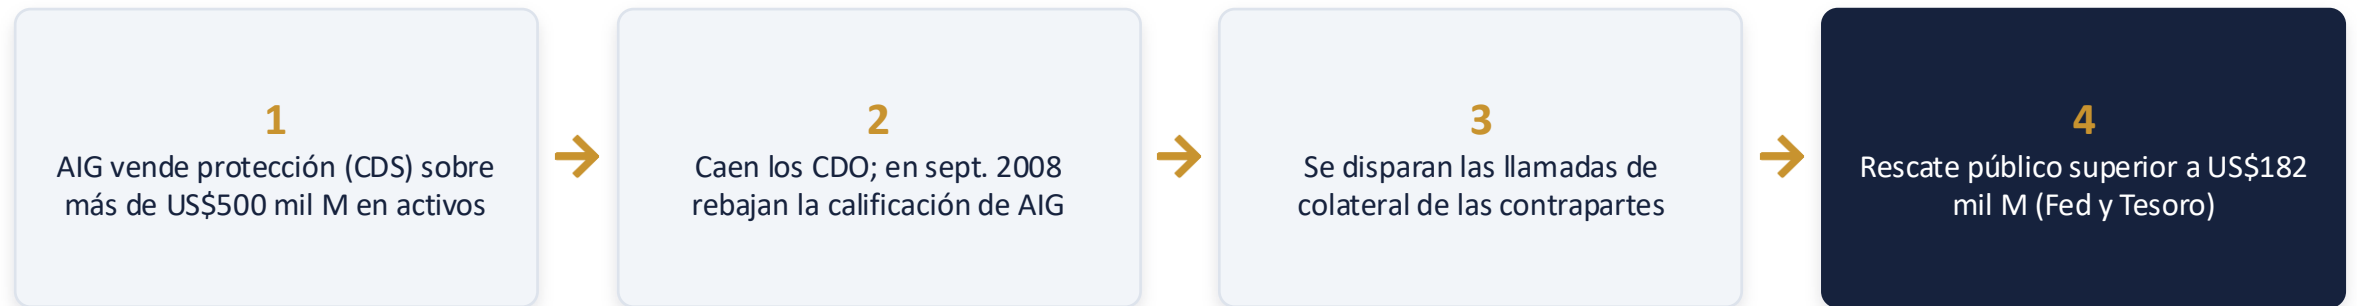 1
AIG vende protección (CDS) sobre
más de US$500 mil M en activos
2
Caen los CDO; en sept. 2008
rebajan la calificación de AIG
3
Se disparan las llamadas de
colateral de las contrapartes
4
Rescate público superior a US$182
mil M (Fed y Tesoro)